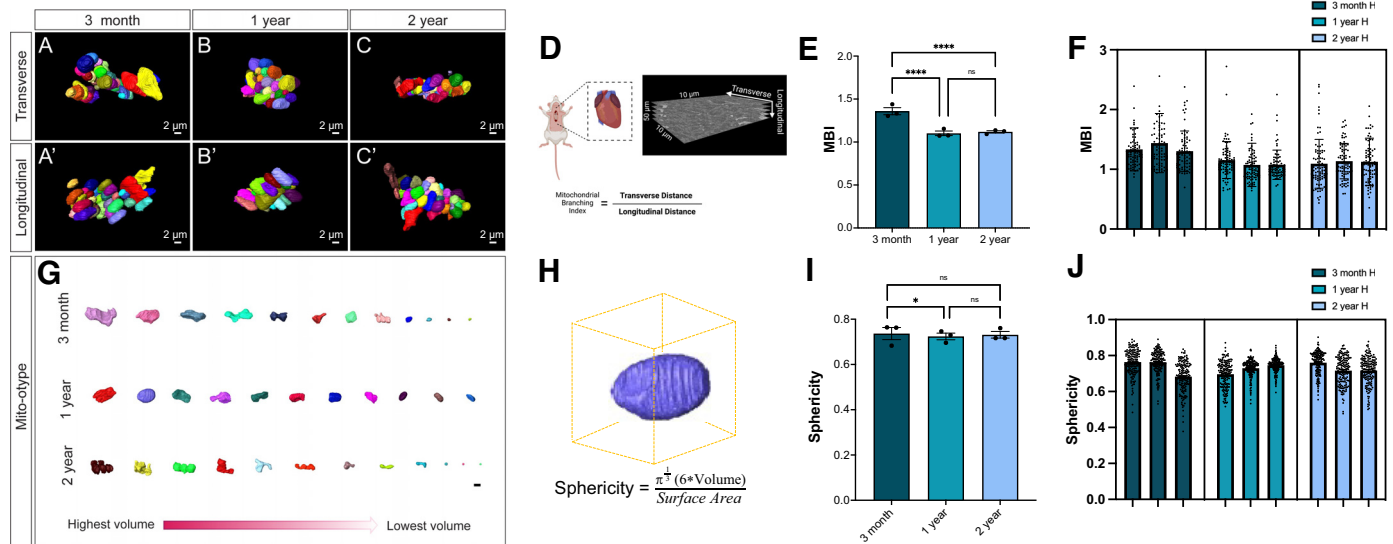 3 month
1 year
2 year
Transverse
A
B
C
2 µm
2 µm
2 µm
Longitudinal
A'
B'
C'
2 µm
2 µm
2 µm
D
10 µm
Transverse
50 µm
Longitudinal
10 µm
Mitochondrial
Branching
Index
=
Transverse Distance
Longitudinal Distance
E
****
****
ns
MBI
2.0
1.5
1.0
0.5
0.0
3 month
1 year
2 year
F
3 month H
1 year H
2 year H
MBI
3
2
1
0
G
Mito-otype
3 month
1 year
2 year
Highest volume
Lowest volume
H
Sphericity = π^{1/3} (6*Volume) / Surface Area
I
ns
*
ns
Sphericity
0.8
0.6
0.4
0.2
0.0
3 month
1 year
2 year
J
3 month H
1 year H
2 year H
Sphericity
1.0
0.8
0.6
0.4
0.2
0.0